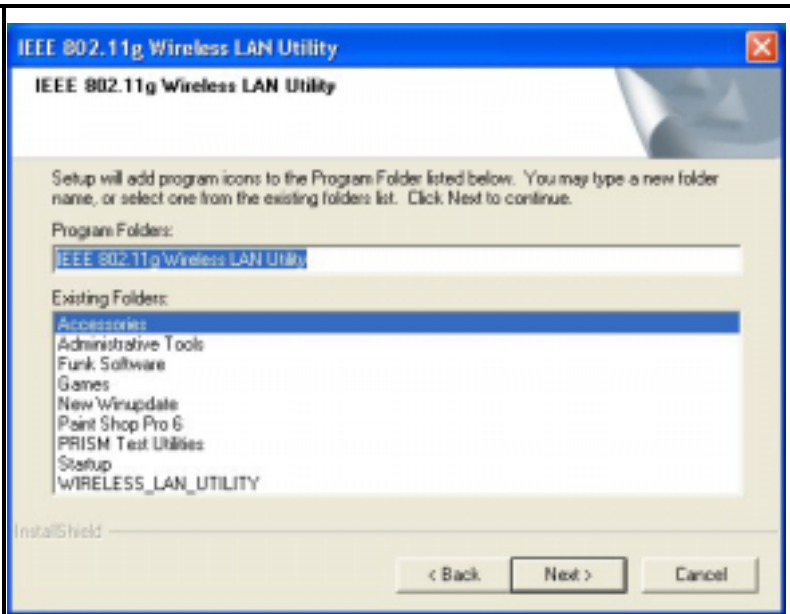 IEEE 802.11g Wireless LAN Utility
IEEE 802.11g Wireless LAN Utility
Setup will add program icons to the Program Folder listed below. You may type a new folder
name, or select one from the existing folders list. Click Next to continue.
Program Folders:
IEEE 802.11g Wireless LAN Utility
Existing Folders:
Accessories
Administrative Tools
Funk Software
Games
New Winupdate
Paint Shop Pro 6
PRISM Test Utilities
Startup
WIRELESS_LAN_UTILITY
InstallShield
< Back
Next >
Cancel